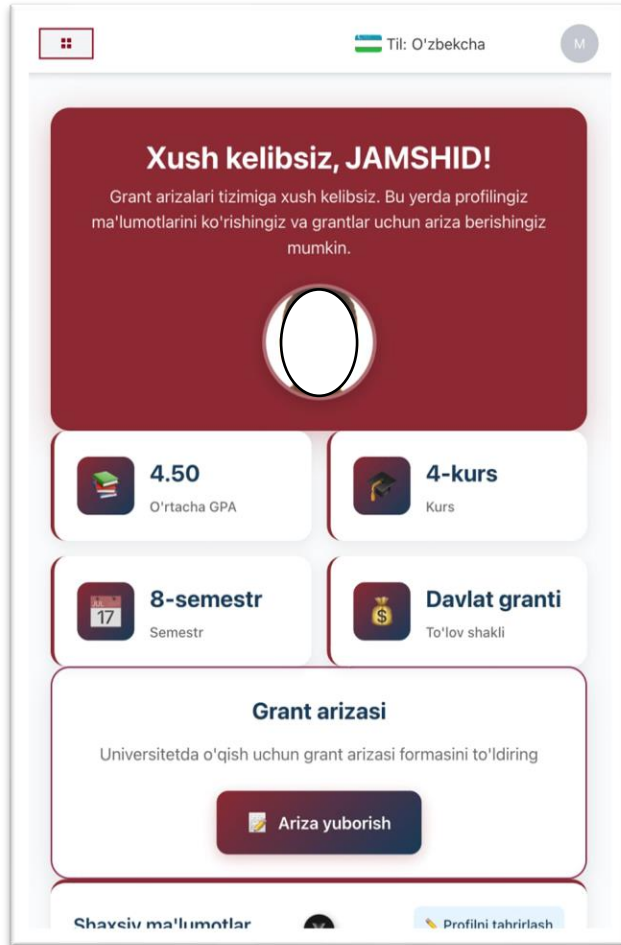 Til: O'zbekcha
M
Xush kelibsiz, JAMSHID!
Grant arizalari tizimiga xush kelibsiz. Bu yerda profilingiz
ma'lumotlarini ko'rishingiz va grantlar uchun ariza berishingiz
mumkin.
4.50
O'rtacha GPA
4-kurs
Kurs
JUL
17
8-semestr
Semestr
$
Davlat granti
To'lov shakli
Grant arizasi
Universitetda o'qish uchun grant arizasi formasini to'ldiring
Ariza yuborish
Shaxsiy ma'lumotlar
Profilni tahrirlash